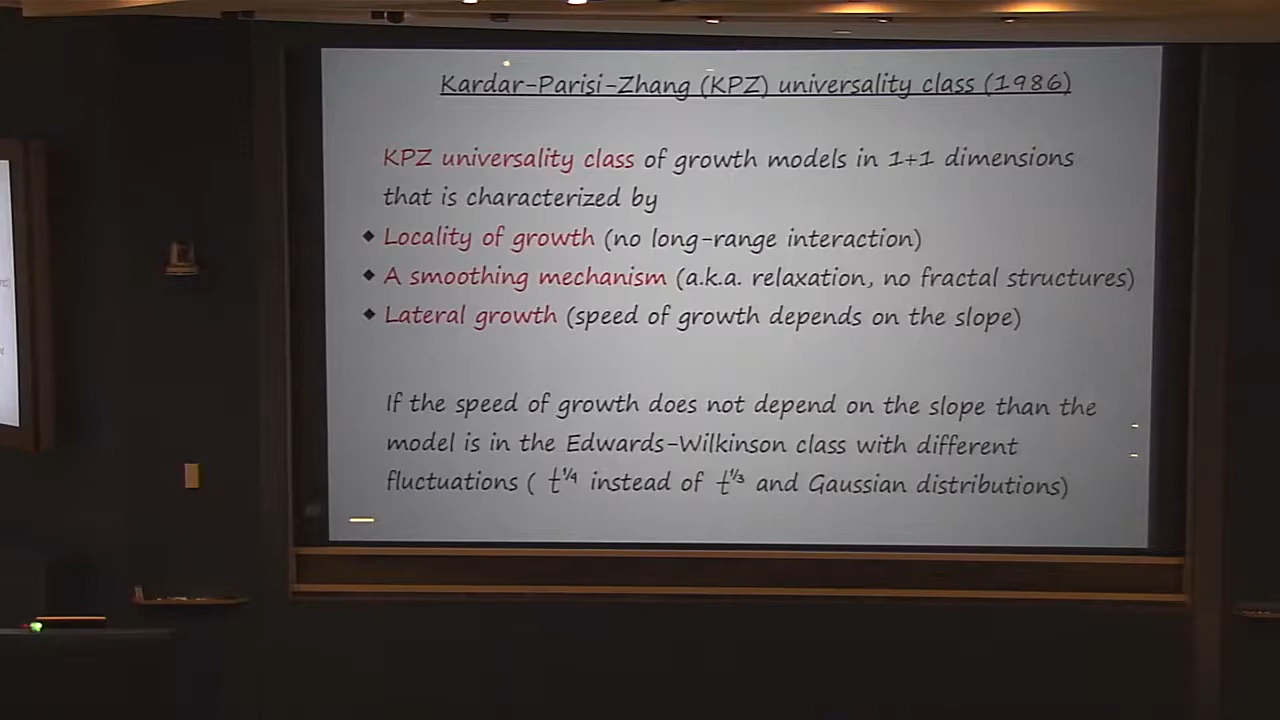 Kardar-Parisi-Zhang (KPZ) universality class (1986)
KPZ universality class of growth models in 1+1 dimensions
that is characterized by
◆ Locality of growth (no long-range interaction)
◆ A smoothing mechanism (a.k.a. relaxation, no fractal structures)
◆ Lateral growth (speed of growth depends on the slope)
If the speed of growth does not depend on the slope than the
model is in the Edwards-Wilkinson class with different
fluctuations ( t^1/4 instead of t^1/3 and Gaussian distributions)